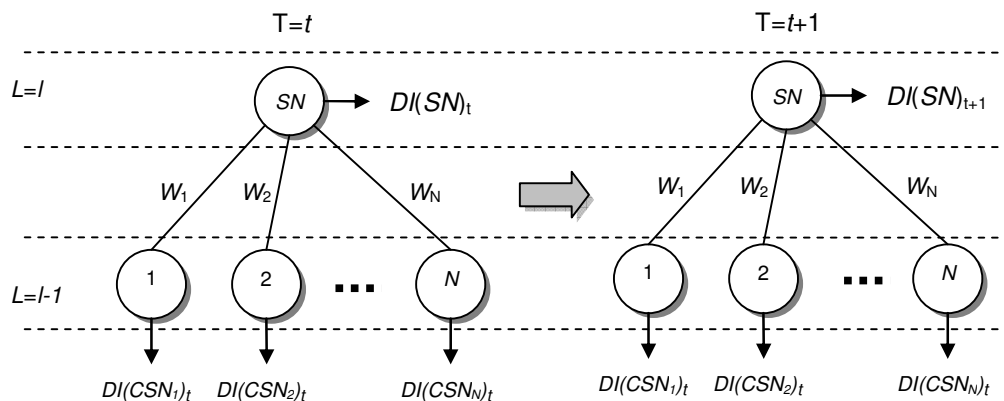 T=t
T=t+1
L=l
SN
DI(SN)t
SN
DI(SN)t+1
W1
W2
WN
W1
W2
WN
L=l-1
1
2
...
N
1
2
...
N
DI(CSN1)t
DI(CSN2)t
DI(CSNN)t
DI(CSN1)t
DI(CSN2)t
DI(CSNN)t